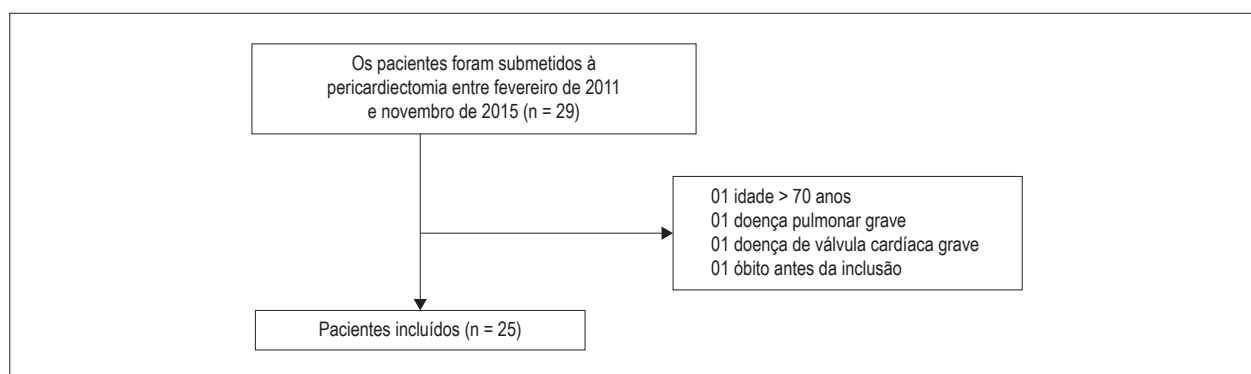 Os pacientes foram submetidos à
pericardiectomia entre fevereiro de 2011
e novembro de 2015 (n = 29)
01 idade > 70 anos
01 doença pulmonar grave
01 doença de válvula cardíaca grave
01 óbito antes da inclusão
Pacientes incluídos (n = 25)